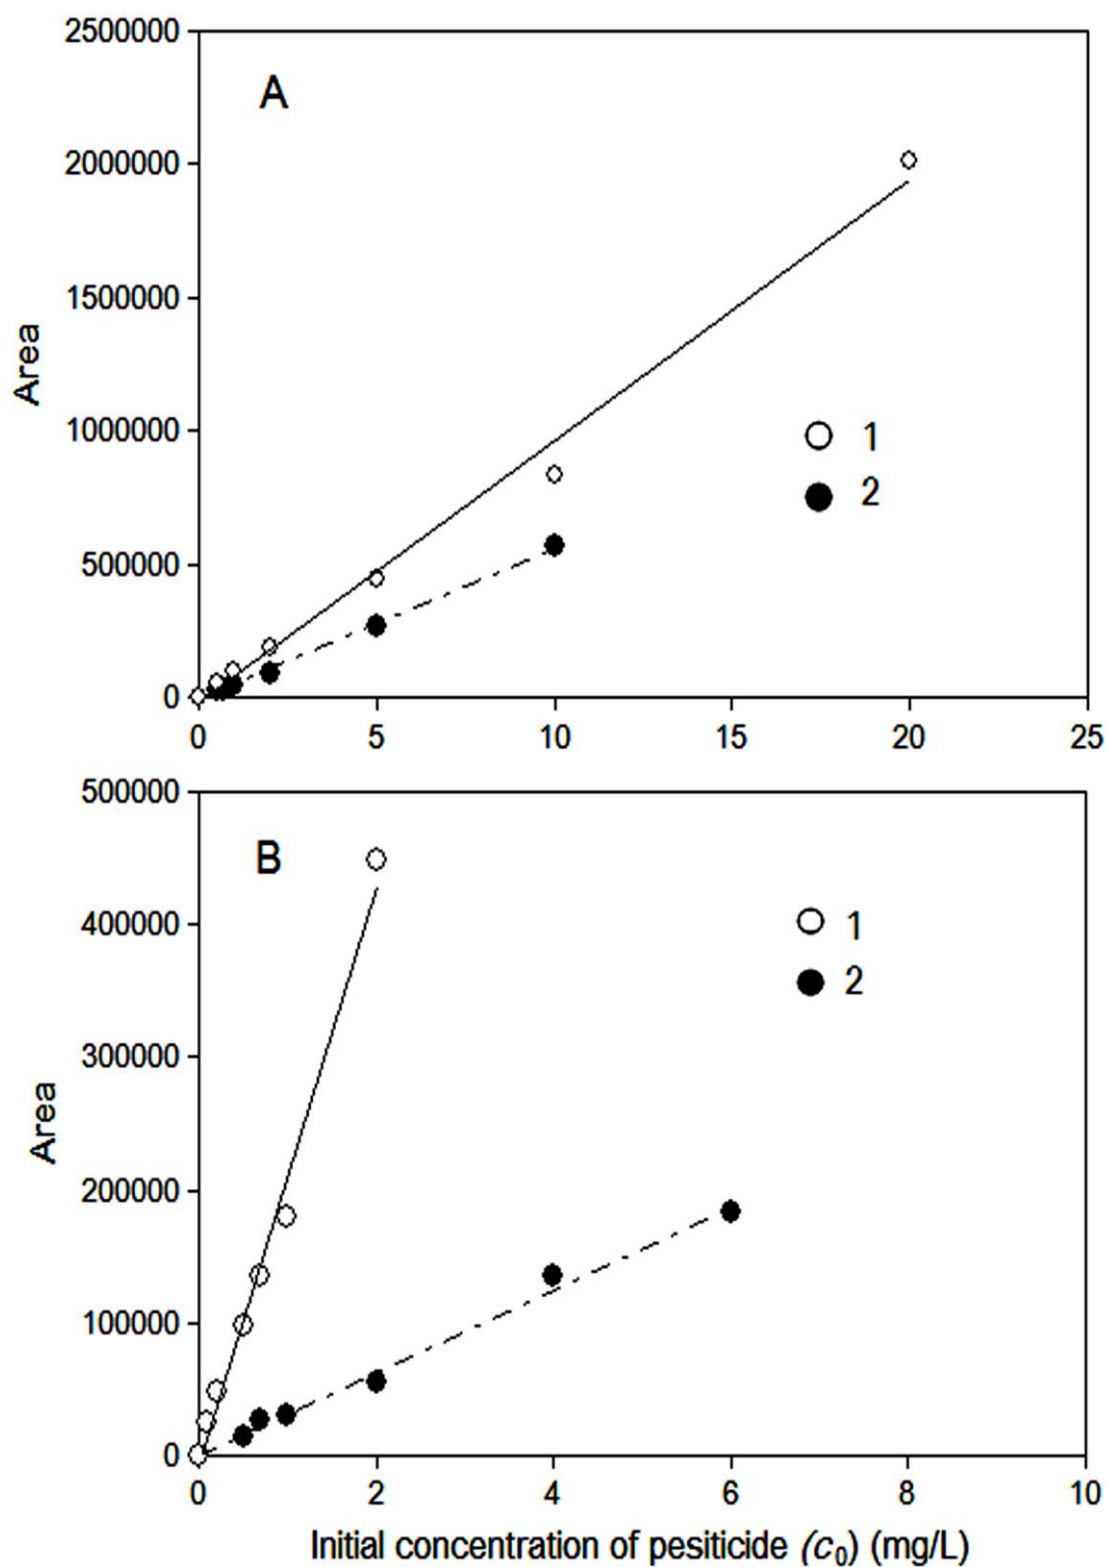 2500000
A
2000000
1500000
Area
1000000
1
2
500000
0
0 5 10 15 20 25
500000
B
400000
1
2
300000
Area
200000
100000
0
0 2 4 6 8 10
Initial concentration of pesiticide (c0) (mg/L)